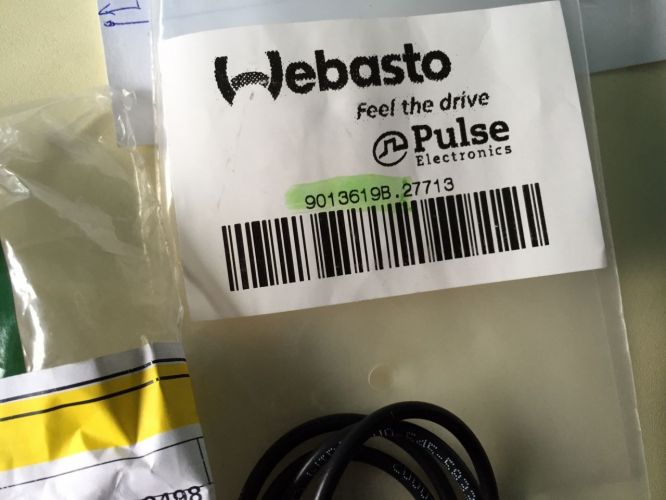 Webasto
Feel the drive
Pulse
Electronics
9013619B.27713